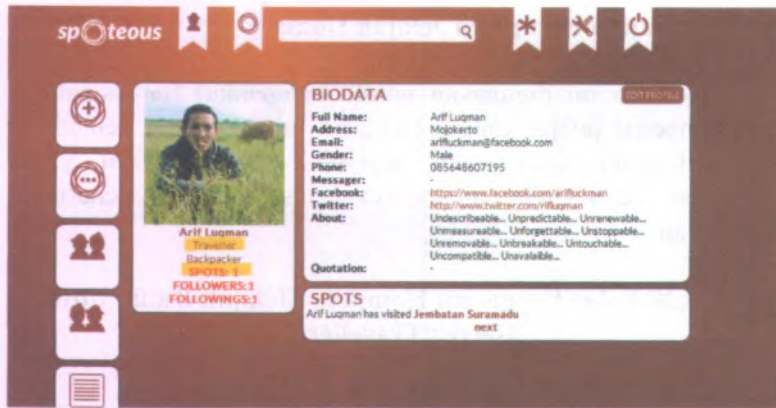 spoteous
BIODATA
EDIT PROFILE
Full Name: Arif Luqman
Address: Mojokerto
Email: arifluckman@facebook.com
Gender: Male
Phone: 085648607195
Messager: -
Facebook: https://www.facebook.com/arifluckman
Twitter: http://www.twitter.com/rifluqman
About: Undescribeable... Unpredictable... Unrenewable...
Unmeasureable... Unforgettable... Unstoppable...
Unremovable... Unbreakable... Untouchable...
Uncompatible... Unavalaible...
Quotation: -
Arif Luqman
Traveller
Backpacker
SPOTS: 1
FOLLOWERS:1
FOLLOWINGS:1
SPOTS
Arif Luqman has visited Jembatan Suramadu
next